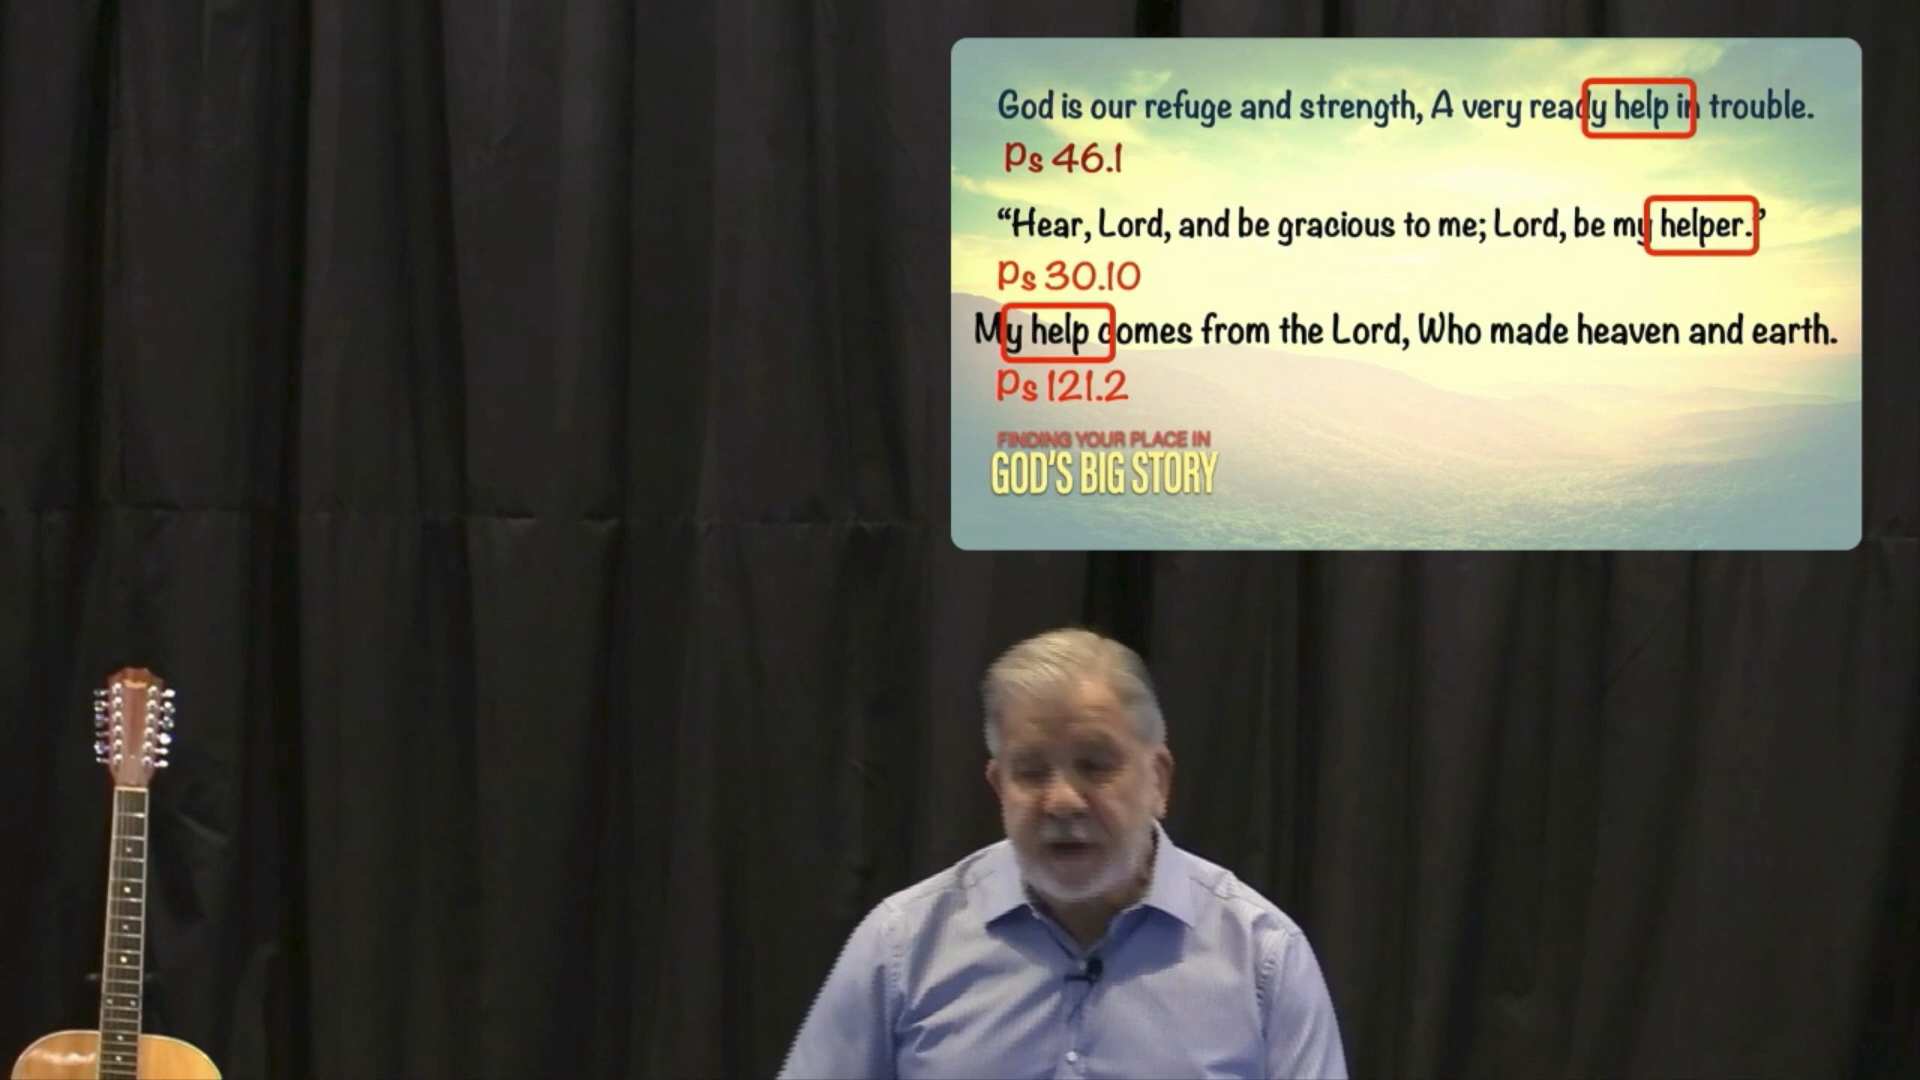 God is our refuge and strength, A very ready help in trouble.
Ps 46.1
“Hear, Lord, and be gracious to me; Lord, be my helper.”
Ps 30.10
My help comes from the Lord, Who made heaven and earth.
Ps 121.2
FINDING YOUR PLACE IN
GOD'S BIG STORY